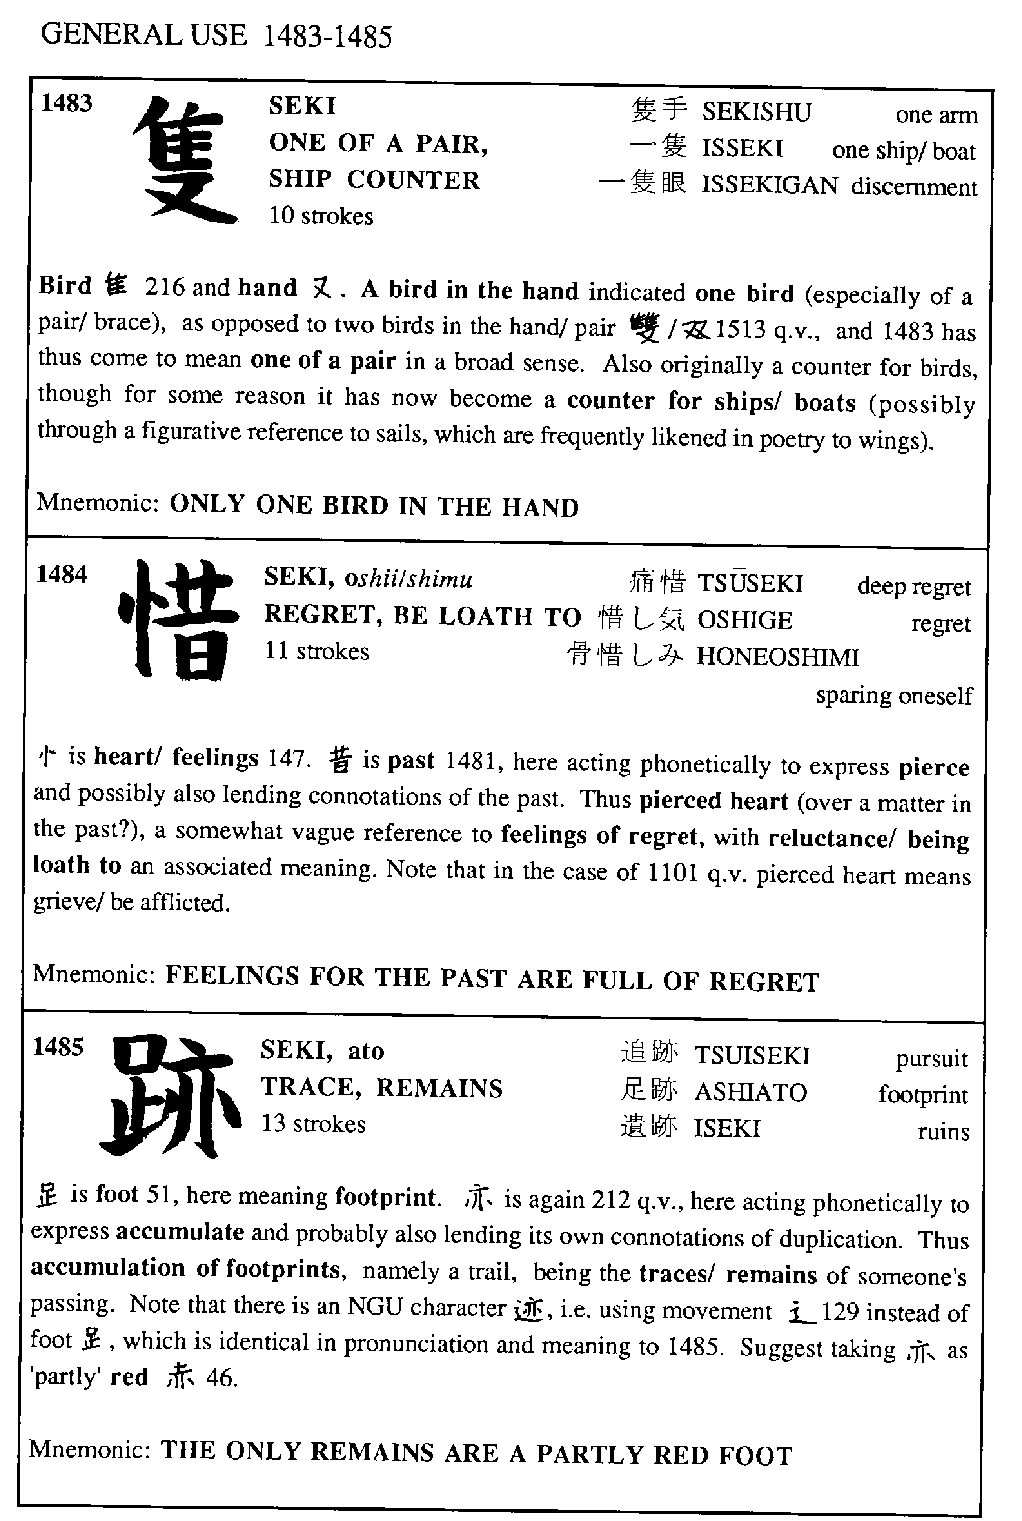 GENERAL USE 1483-1485
1483 隻 SEKI 隻手 SEKISHU one arm
ONE OF A PAIR, 一隻 ISSEKI one ship/ boat
SHIP COUNTER 一隻眼 ISSEKIGAN discernment
10 strokes
Bird 隹 216 and hand 又. A bird in the hand indicated one bird (especially of a
pair/ brace), as opposed to two birds in the hand/ pair 雙/双 1513 q.v., and 1483 has
thus come to mean one of a pair in a broad sense. Also originally a counter for birds,
though for some reason it has now become a counter for ships/ boats (possibly
through a figurative reference to sails, which are frequently likened in poetry to wings).
Mnemonic: ONLY ONE BIRD IN THE HAND
1484 惜 SEKI, oshii/shimu 痛惜 TSŪSEKI deep regret
REGRET, BE LOATH TO 惜し気 OSHIGE regret
11 strokes 骨惜しみ HONEOSHIMI
sparing oneself
忄 is heart/ feelings 147. 昔 is past 1481, here acting phonetically to express pierce
and possibly also lending connotations of the past. Thus pierced heart (over a matter in
the past?), a somewhat vague reference to feelings of regret, with reluctance/ being
loath to an associated meaning. Note that in the case of 1101 q.v. pierced heart means
grieve/ be afflicted.
Mnemonic: FEELINGS FOR THE PAST ARE FULL OF REGRET
1485 跡 SEKI, ato 追跡 TSUISEKI pursuit
TRACE, REMAINS 足跡 ASHIATO footprint
13 strokes 遺跡 ISEKI ruins
𧾷 is foot 51, here meaning footprint. 亦 is again 212 q.v., here acting phonetically to
express accumulate and probably also lending its own connotations of duplication. Thus
accumulation of footprints, namely a trail, being the traces/ remains of someone's
passing. Note that there is an NGU character 迹, i.e. using movement 辶 129 instead of
foot 𧾷, which is identical in pronunciation and meaning to 1485. Suggest taking 亦 as
'partly' red 赤 46.
Mnemonic: THE ONLY REMAINS ARE A PARTLY RED FOOT